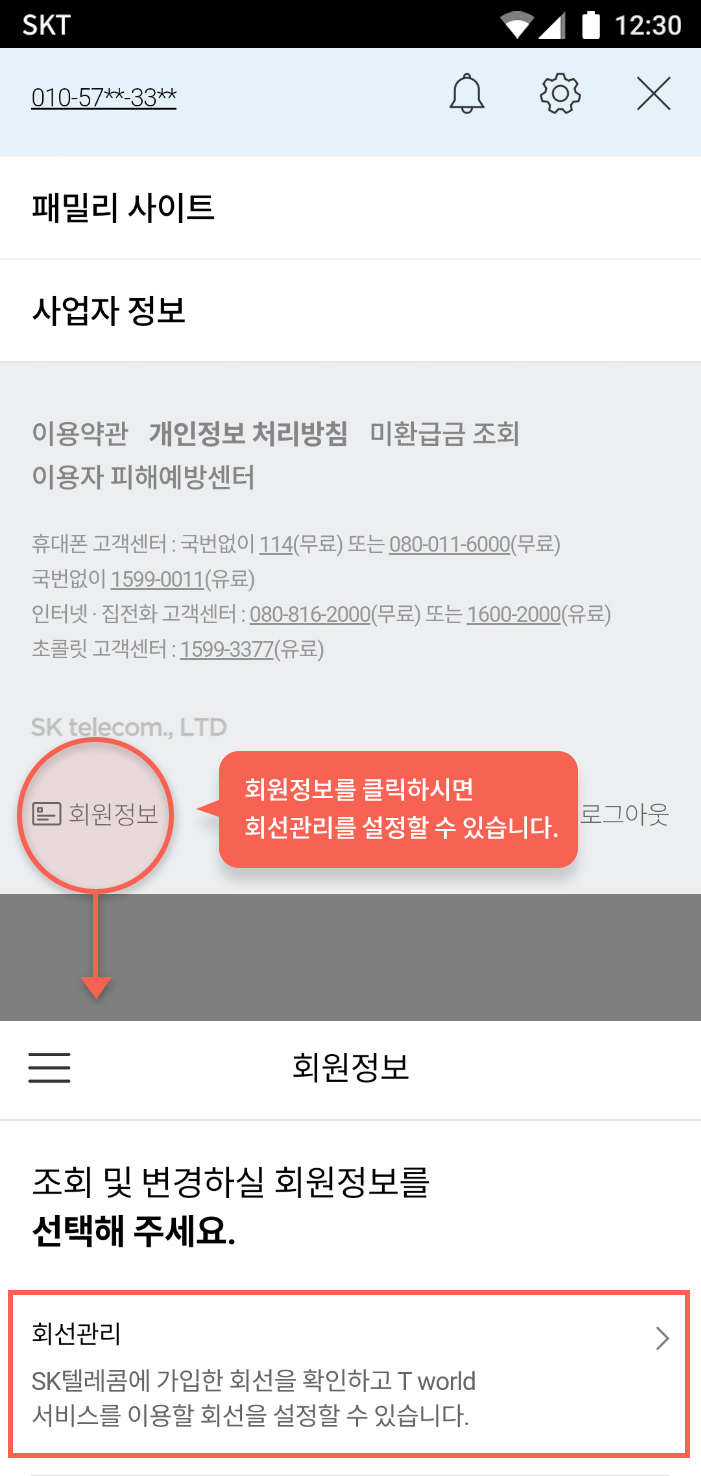 SKT 12:30
010-57**-33**
패밀리 사이트
사업자 정보
이용약관 개인정보 처리방침 미환급금 조회
이용자 피해예방센터
휴대폰 고객센터 : 국번없이 114(무료) 또는 080-011-6000(무료)
국번없이 1599-0011(유료)
인터넷 · 집전화 고객센터 : 080-816-2000(무료) 또는 1600-2000(유료)
초콜릿 고객센터 : 1599-3377(유료)
SK telecom., LTD
회원정보
회원정보를 클릭하시면
회선관리를 설정할 수 있습니다.
로그아웃
회원정보
조회 및 변경하실 회원정보를
선택해 주세요.
회선관리
SK텔레콤에 가입한 회선을 확인하고 T world
서비스를 이용할 회선을 설정할 수 있습니다.